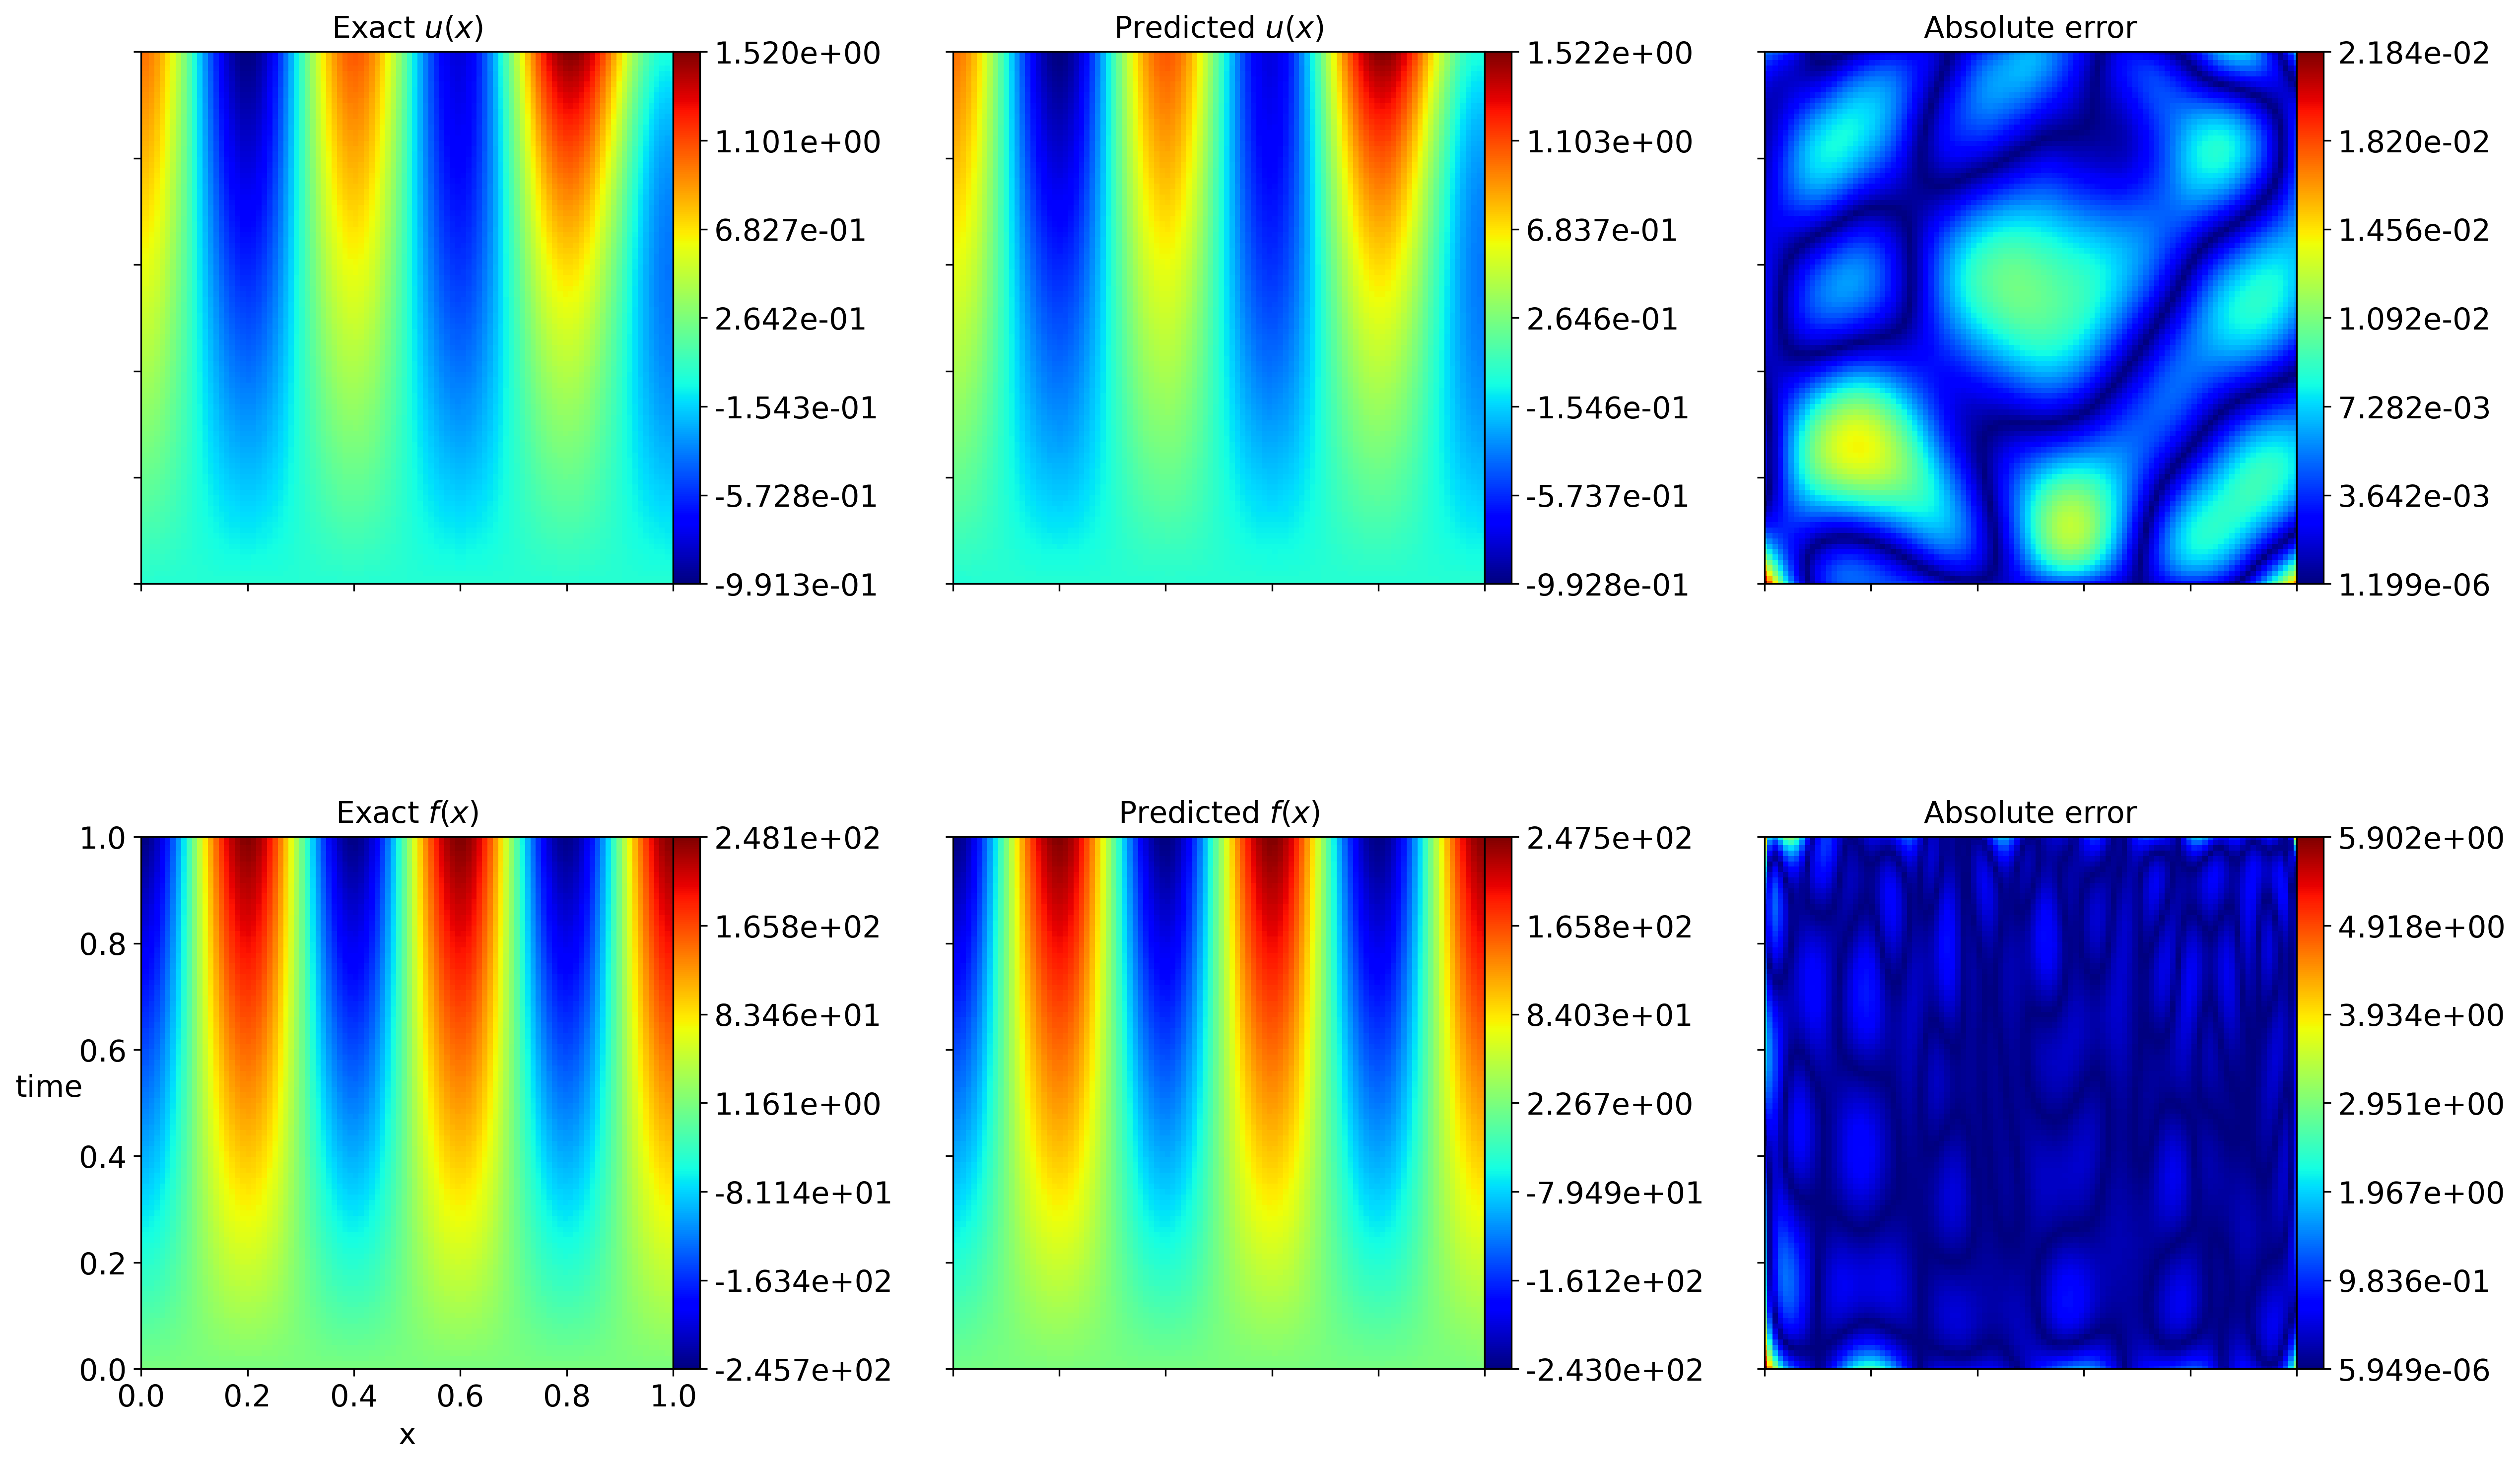 Exact u(x)
1.520e+00
1.101e+00
6.827e-01
2.642e-01
-1.543e-01
-5.728e-01
-9.913e-01
Predicted u(x)
1.522e+00
1.103e+00
6.837e-01
2.646e-01
-1.546e-01
-5.737e-01
-9.928e-01
Absolute error
2.184e-02
1.820e-02
1.456e-02
1.092e-02
7.282e-03
3.642e-03
1.199e-06
Exact f(x)
time
1.0
0.8
0.6
0.4
0.2
0.0
0.0 0.2 0.4 0.6 0.8 1.0
x
2.481e+02
1.658e+02
8.346e+01
1.161e+00
-8.114e+01
-1.634e+02
-2.457e+02
Predicted f(x)
2.475e+02
1.658e+02
8.403e+01
2.267e+00
-7.949e+01
-1.612e+02
-2.430e+02
Absolute error
5.902e+00
4.918e+00
3.934e+00
2.951e+00
1.967e+00
9.836e-01
5.949e-06